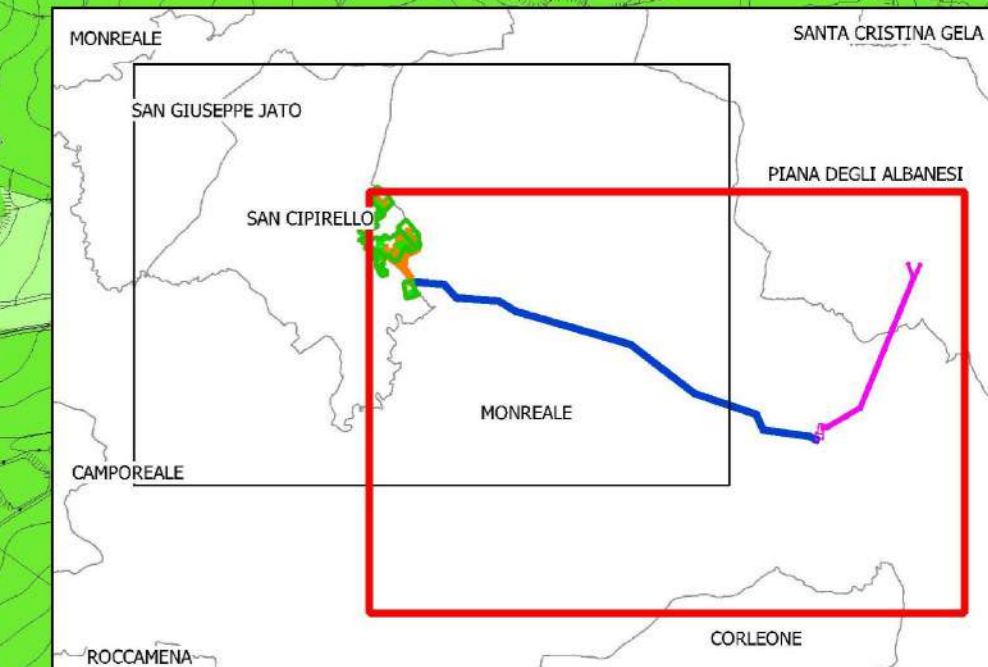 MONREALE
SANTA CRISTINA GELA
SAN GIUSEPPE JATO
PIANA DEGLI ALBANESI
SAN CIPIRELLO
MONREALE
CAMPOREALE
CORLEONE
ROCCAMENA